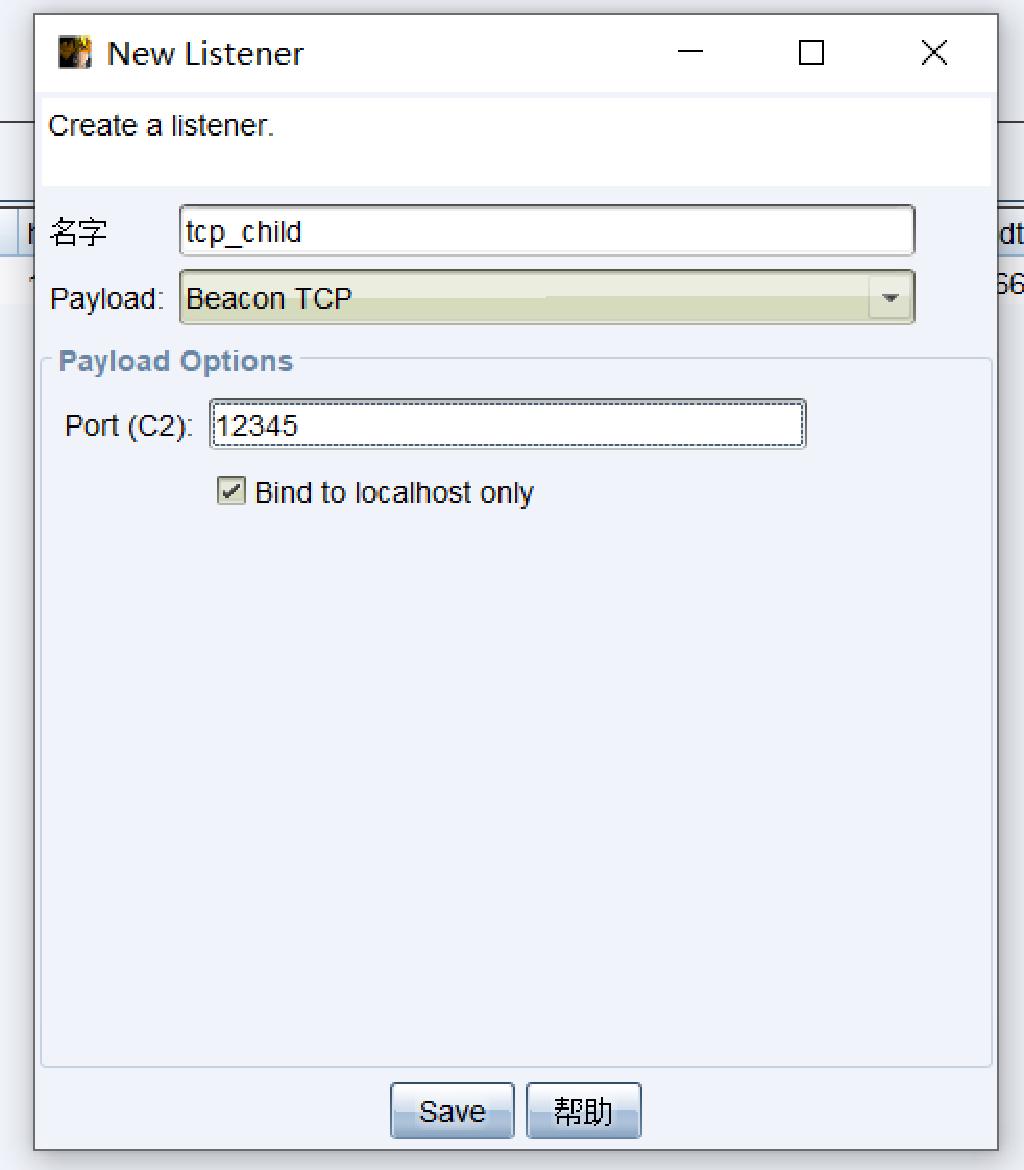 New Listener
Create a listener.
名字 tcp_child
Payload: Beacon TCP
Payload Options
Port (C2): 12345
Bind to localhost only
Save 帮助